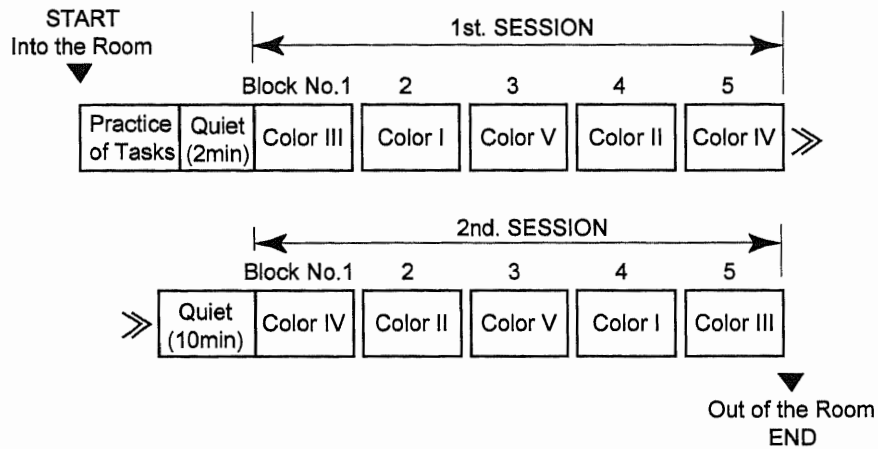 START
Into the Room
1st. SESSION
Block No.1 2 3 4 5
Practice of Tasks
Quiet (2min)
Color III
Color I
Color V
Color II
Color IV
2nd. SESSION
Block No.1 2 3 4 5
Quiet (10min)
Color IV
Color II
Color V
Color I
Color III
Out of the Room
END